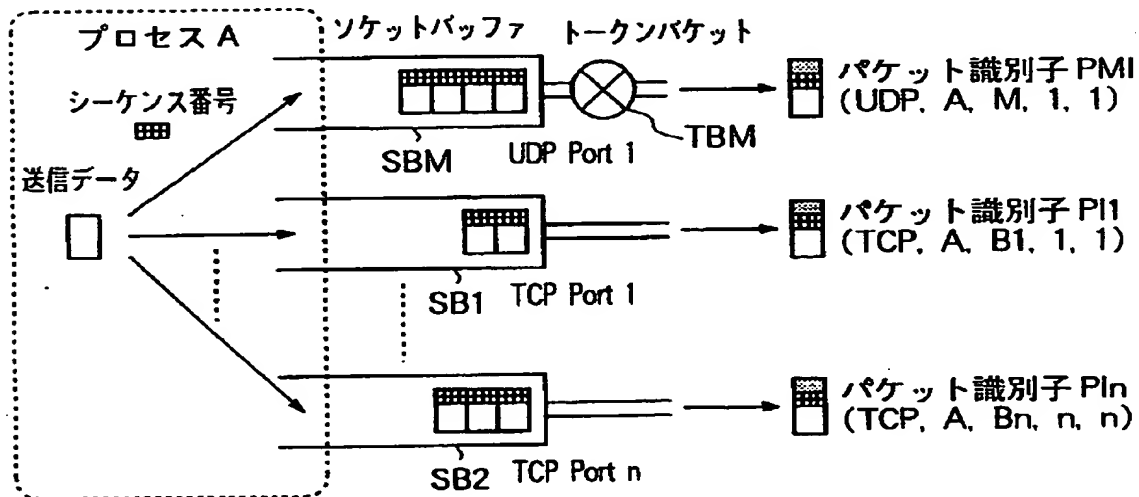 プロセス A
シーケンス番号
送信データ
ソケットバッファ
トークンバケット
SBM
UDP Port 1
TBM
パケット識別子 PMI
(UDP, A, M, 1, 1)
SB1
TCP Port 1
パケット識別子 PI1
(TCP, A, B1, 1, 1)
SB2
TCP Port n
パケット識別子 PIn
(TCP, A, Bn, n, n)